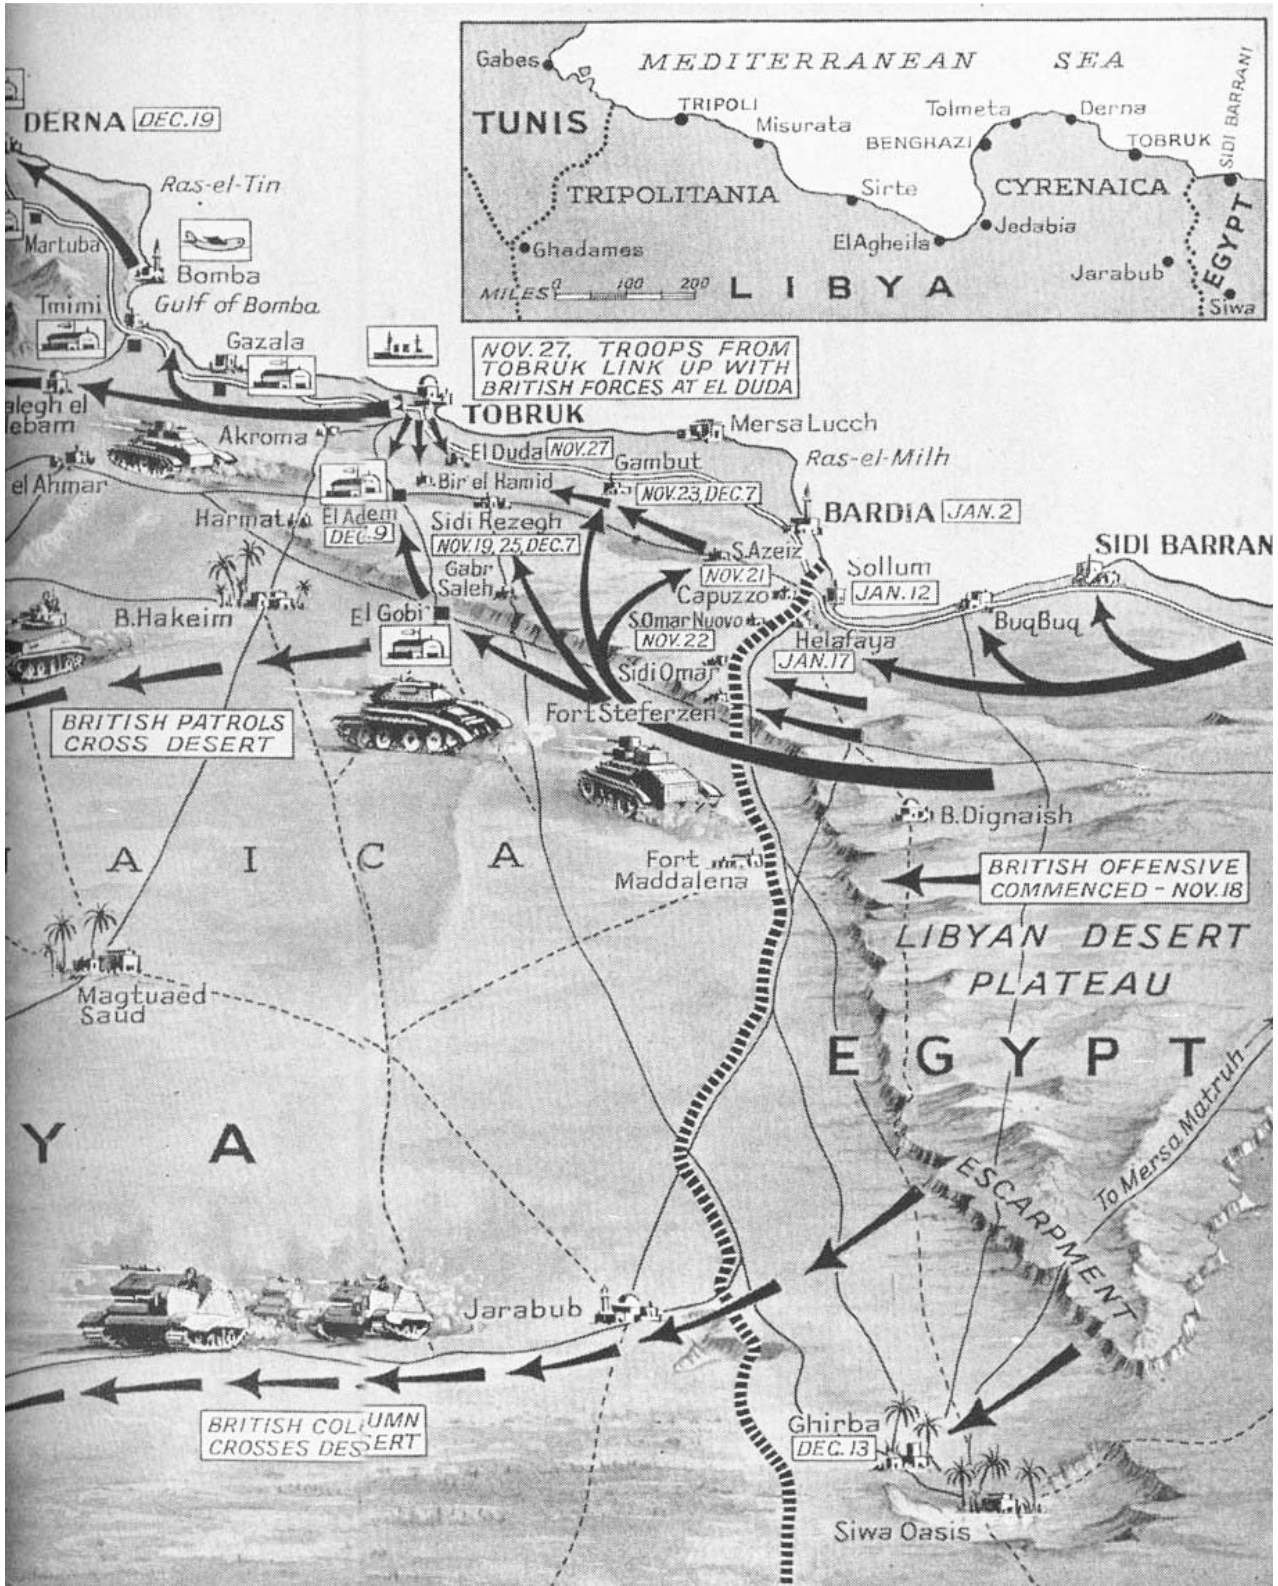 Gabes
MEDITERRANEAN SEA
TUNIS
TRIPOLI
Misurata
Tolmeta
Derna
BENGHAZI
TOBRUK
SIDI BARRANI
TRIPOLITANIA
Sirte
CYRENAICA
Ghadames
El Agheila
Jedabia
Jarabub
EGYPT
Siwa
MILES 0 100 200
LIBYA
DERNA DEC. 19
Ras-el-Tin
Martuba
Bomba
Gulf of Bomba
Tmimi
Gazala
NOV. 27, TROOPS FROM
TOBRUK LINK UP WITH
BRITISH FORCES AT EL DUDA
alegh el
ebam
TOBRUK
Akroma
Mersa Lucch
El Duda NOV. 27
Ras-el-Milh
Gambut
NOV. 23, DEC. 7
Bir el Hamid
el Ahmar
Harmat
El Adem
DEC. 9
Sidi Rezegh
NOV. 19, 25, DEC. 7
BARDIA JAN. 2
S. Azeiz
NOV. 21
Sollum
JAN. 12
SIDI BARRAN
Gabr
Saleh
Capuzzo
B. Hakeim
El Gobi
S. Omar Nuovo
NOV. 22
Helafaya
JAN. 17
BuqBuq
Sidi Omar
Fort Steferzen
BRITISH PATROLS
CROSS DESERT
B. Dignaish
AICA
Fort
Maddalena
BRITISH OFFENSIVE
COMMENCED - NOV. 18
LIBYAN DESERT
PLATEAU
Magtuaed
Saud
EGYPT
YA
To Mersa Matruh
ESCARPMENT
Jarabub
BRITISH COLUMN
CROSSES DESERT
Ghirba
DEC. 13
Siwa Oasis